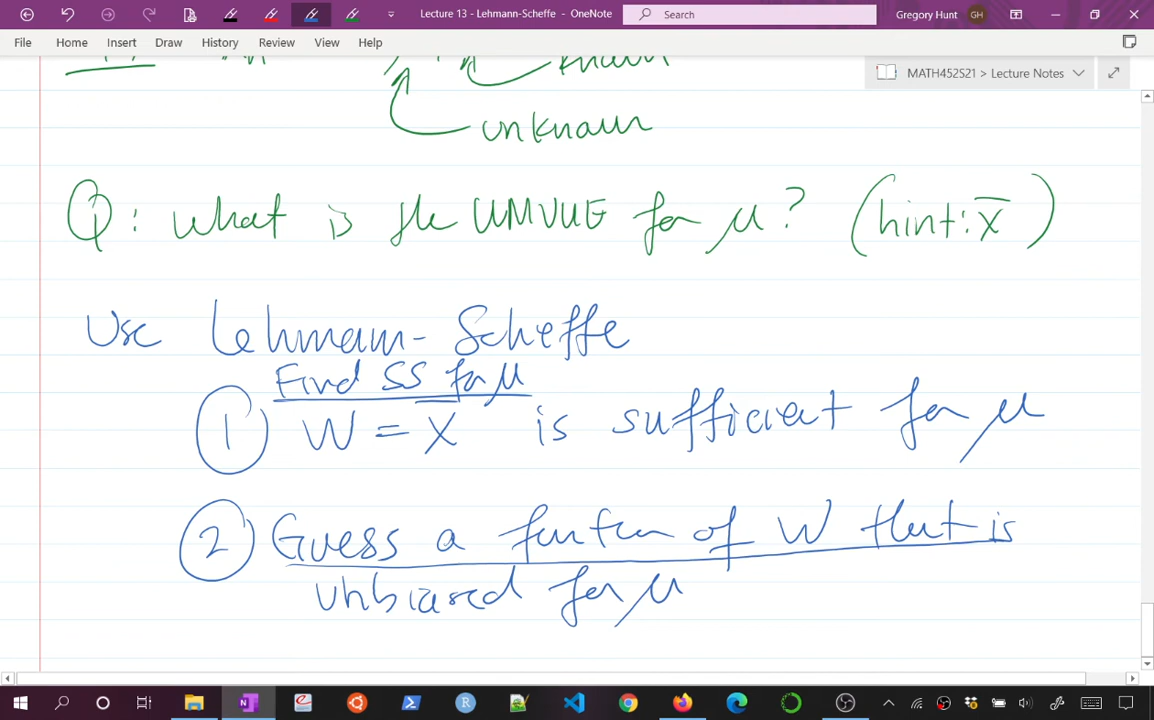 Lecture 13 - Lehmann-Scheffe - OneNote
Search
Gregory Hunt GH
File Home Insert Draw History Review View Help
MATH452S21 > Lecture Notes
known
unknown
Q: What is the UMVUE for μ? (hint: x̅)
Use Lehmann-Scheffe
Find SS for μ
① W = X̅ is sufficient for μ
② Guess a function of W that is
unbiased for μ